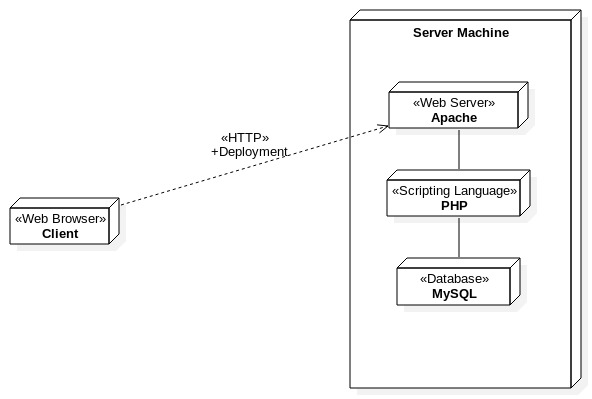 Server Machine
«Web Server»
Apache
«HTTP»
+Deployment
«Scripting Language»
PHP
«Web Browser»
Client
«Database»
MySQL